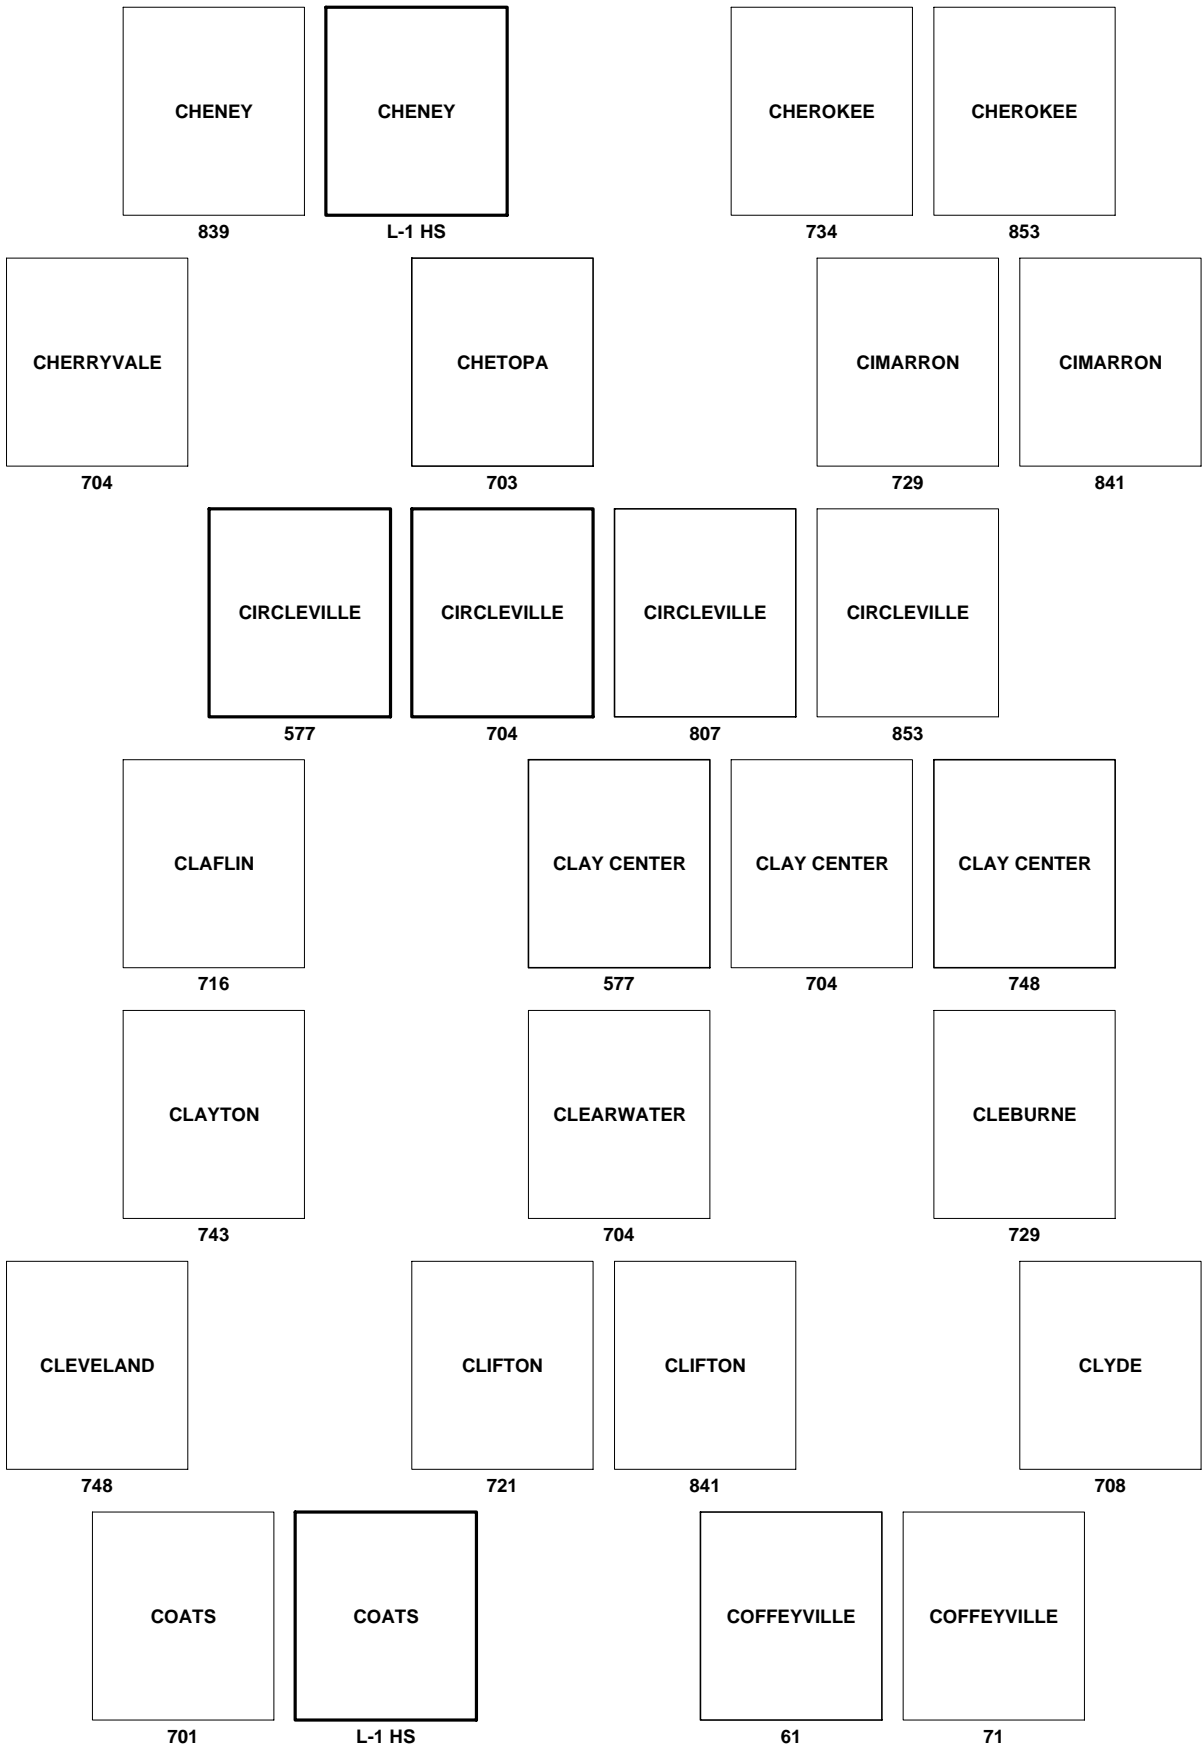 CHENEY CHENEY CHEROKEE CHEROKEE
839 L-1 HS 734 853
CHERRYVALE CHETOPA CIMARRON CIMARRON
704 703 729 841
CIRCLEVILLE CIRCLEVILLE CIRCLEVILLE CIRCLEVILLE
577 704 807 853
CLAFLIN CLAY CENTER CLAY CENTER CLAY CENTER
716 577 704 748
CLAYTON CLEARWATER CLEBURNE
743 704 729
CLEVELAND CLIFTON CLIFTON CLYDE
748 721 841 708
COATS COATS COFFEYVILLE COFFEYVILLE
701 L-1 HS 61 71